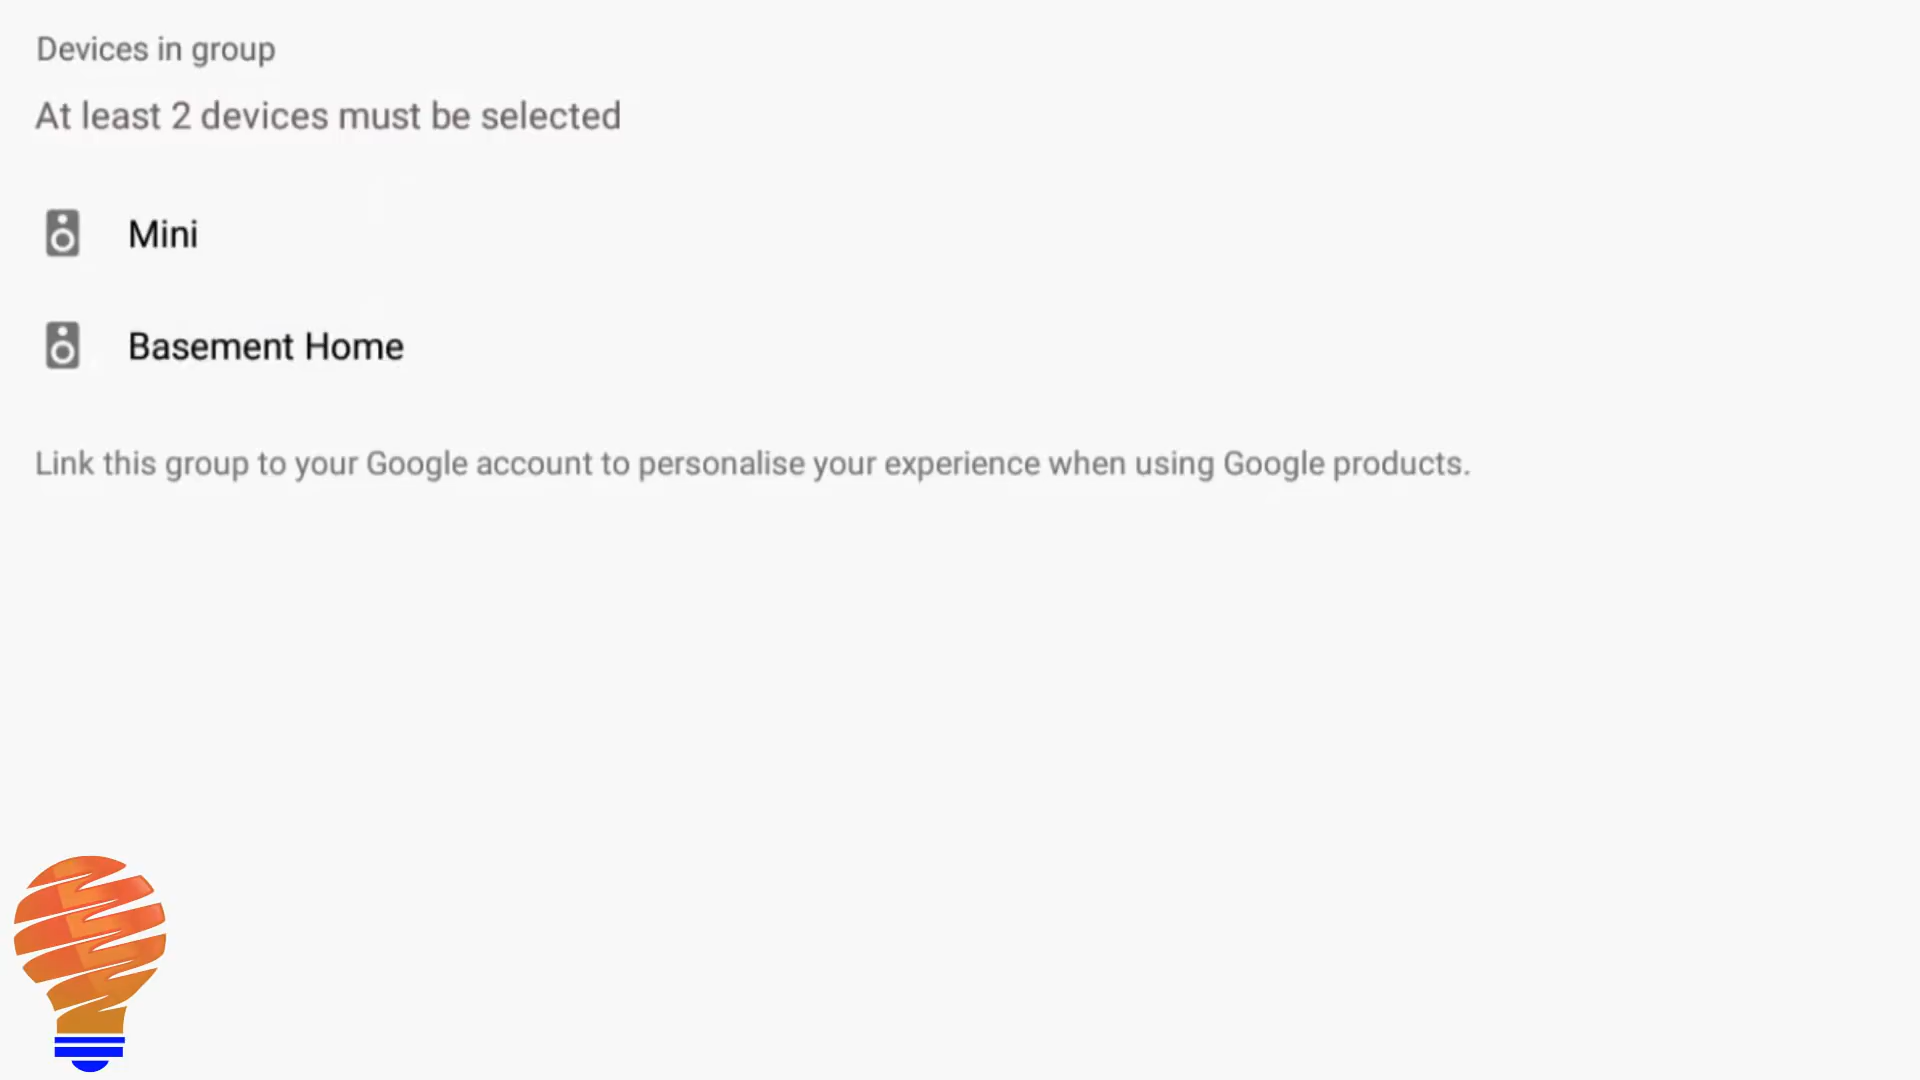 Devices in group
At least 2 devices must be selected
Mini
Basement Home
Link this group to your Google account to personalise your experience when using Google products.